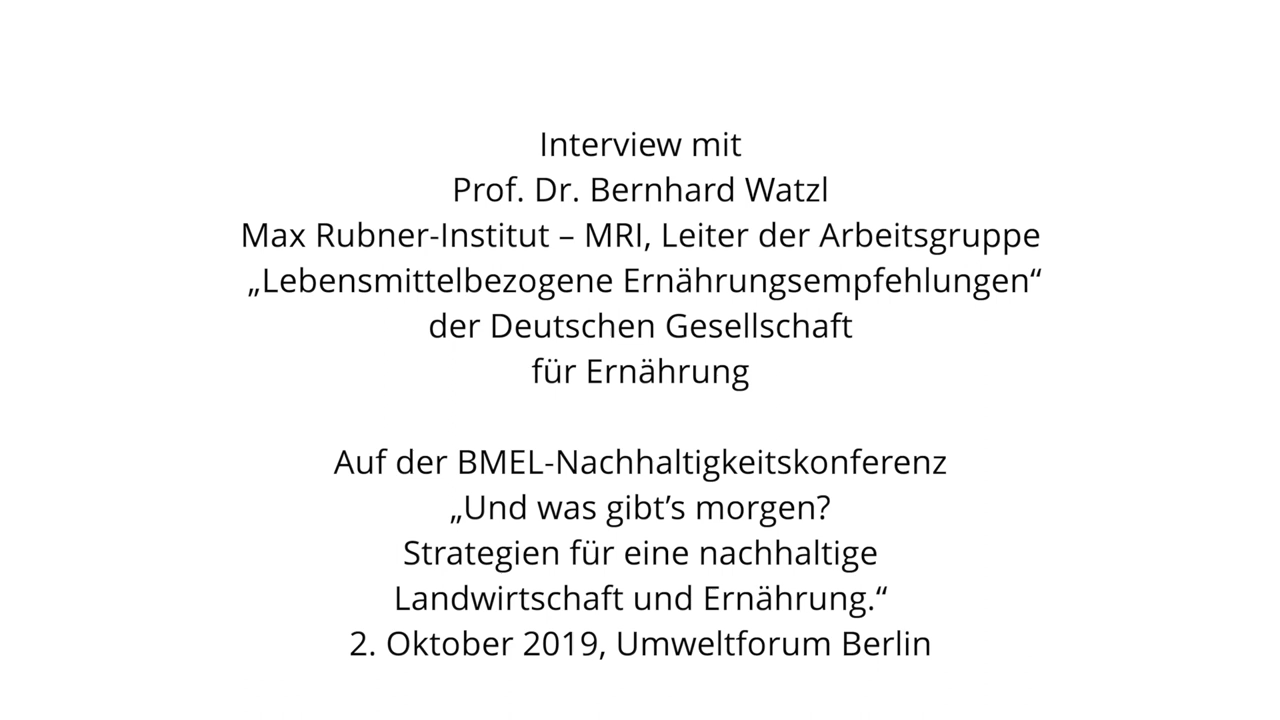 Interview mit
Prof. Dr. Bernhard Watzl
Max Rubner-Institut – MRI, Leiter der Arbeitsgruppe
„Lebensmittelbezogene Ernährungsempfehlungen“
der Deutschen Gesellschaft
für Ernährung
Auf der BMEL-Nachhaltigkeitskonferenz
„Und was gibt’s morgen?
Strategien für eine nachhaltige
Landwirtschaft und Ernährung.“
2. Oktober 2019, Umweltforum Berlin